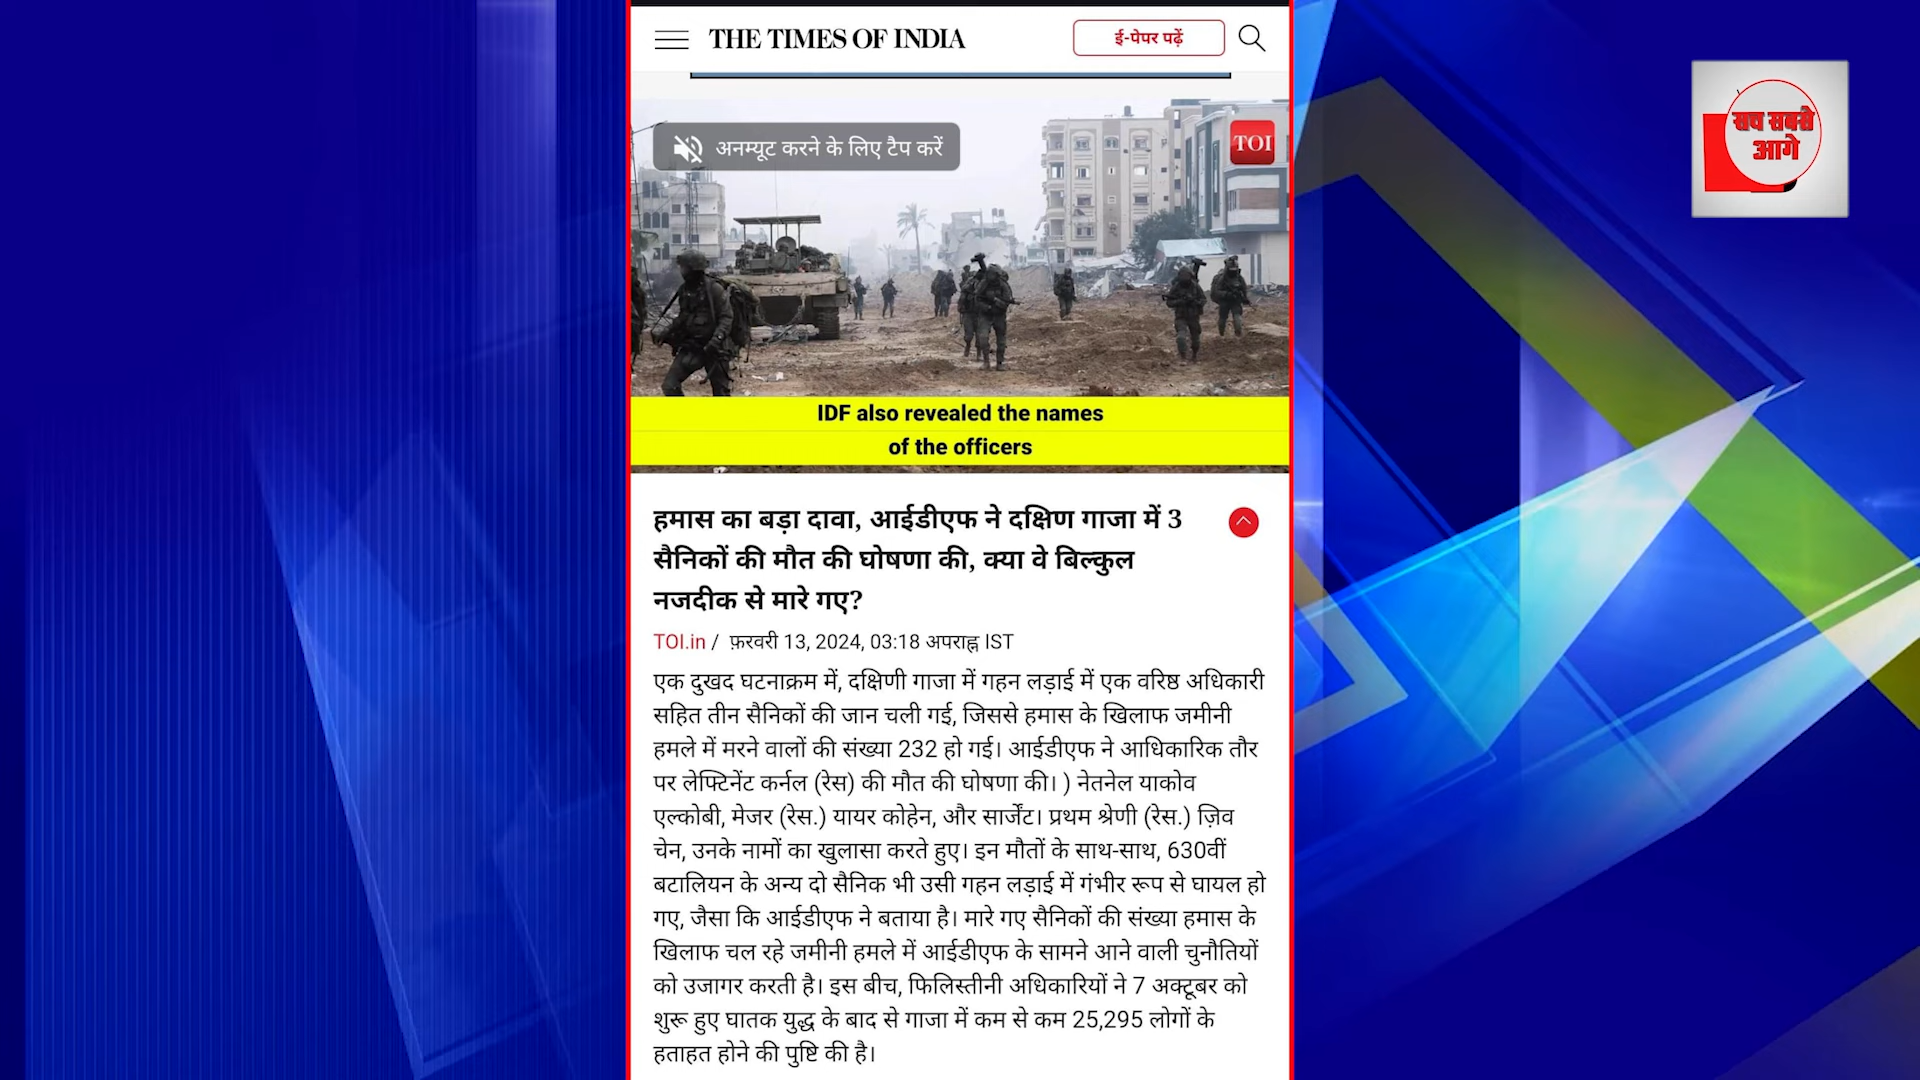 THE TIMES OF INDIA
ई-पेपर पढ़ें
सच सबसे
आगे
अनम्यूट करने के लिए टैप करें
TOI
IDF also revealed the names
of the officers
हमास का बड़ा दावा, आईडीएफ ने दक्षिण गाजा में 3
सैनिकों की मौत की घोषणा की, क्या वे बिल्कुल
नजदीक से मारे गए?
TOI.in / फ़रवरी 13, 2024, 03:18 अपराह्न IST
एक दुखद घटनाक्रम में, दक्षिणी गाजा में गहन लड़ाई में एक वरिष्ठ अधिकारी
सहित तीन सैनिकों की जान चली गई, जिससे हमास के खिलाफ जमीनी
हमले में मरने वालों की संख्या 232 हो गई। आईडीएफ ने आधिकारिक तौर
पर लेफ्टिनेंट कर्नल (रेस) की मौत की घोषणा की। ) नेतनेल याकोव
एल्कोबी, मेजर (रेस.) यायर कोहेन, और सार्जेंट। प्रथम श्रेणी (रेस.) ज़िव
चेन, उनके नामों का खुलासा करते हुए। इन मौतों के साथ-साथ, 630वीं
बटालियन के अन्य दो सैनिक भी उसी गहन लड़ाई में गंभीर रूप से घायल हो
गए, जैसा कि आईडीएफ ने बताया है। मारे गए सैनिकों की संख्या हमास के
खिलाफ चल रहे जमीनी हमले में आईडीएफ के सामने आने वाली चुनौतियों
को उजागर करती है। इस बीच, फिलिस्तीनी अधिकारियों ने 7 अक्टूबर को
शुरू हुए घातक युद्ध के बाद से गाजा में कम से कम 25,295 लोगों के
हताहत होने की पुष्टि की है।